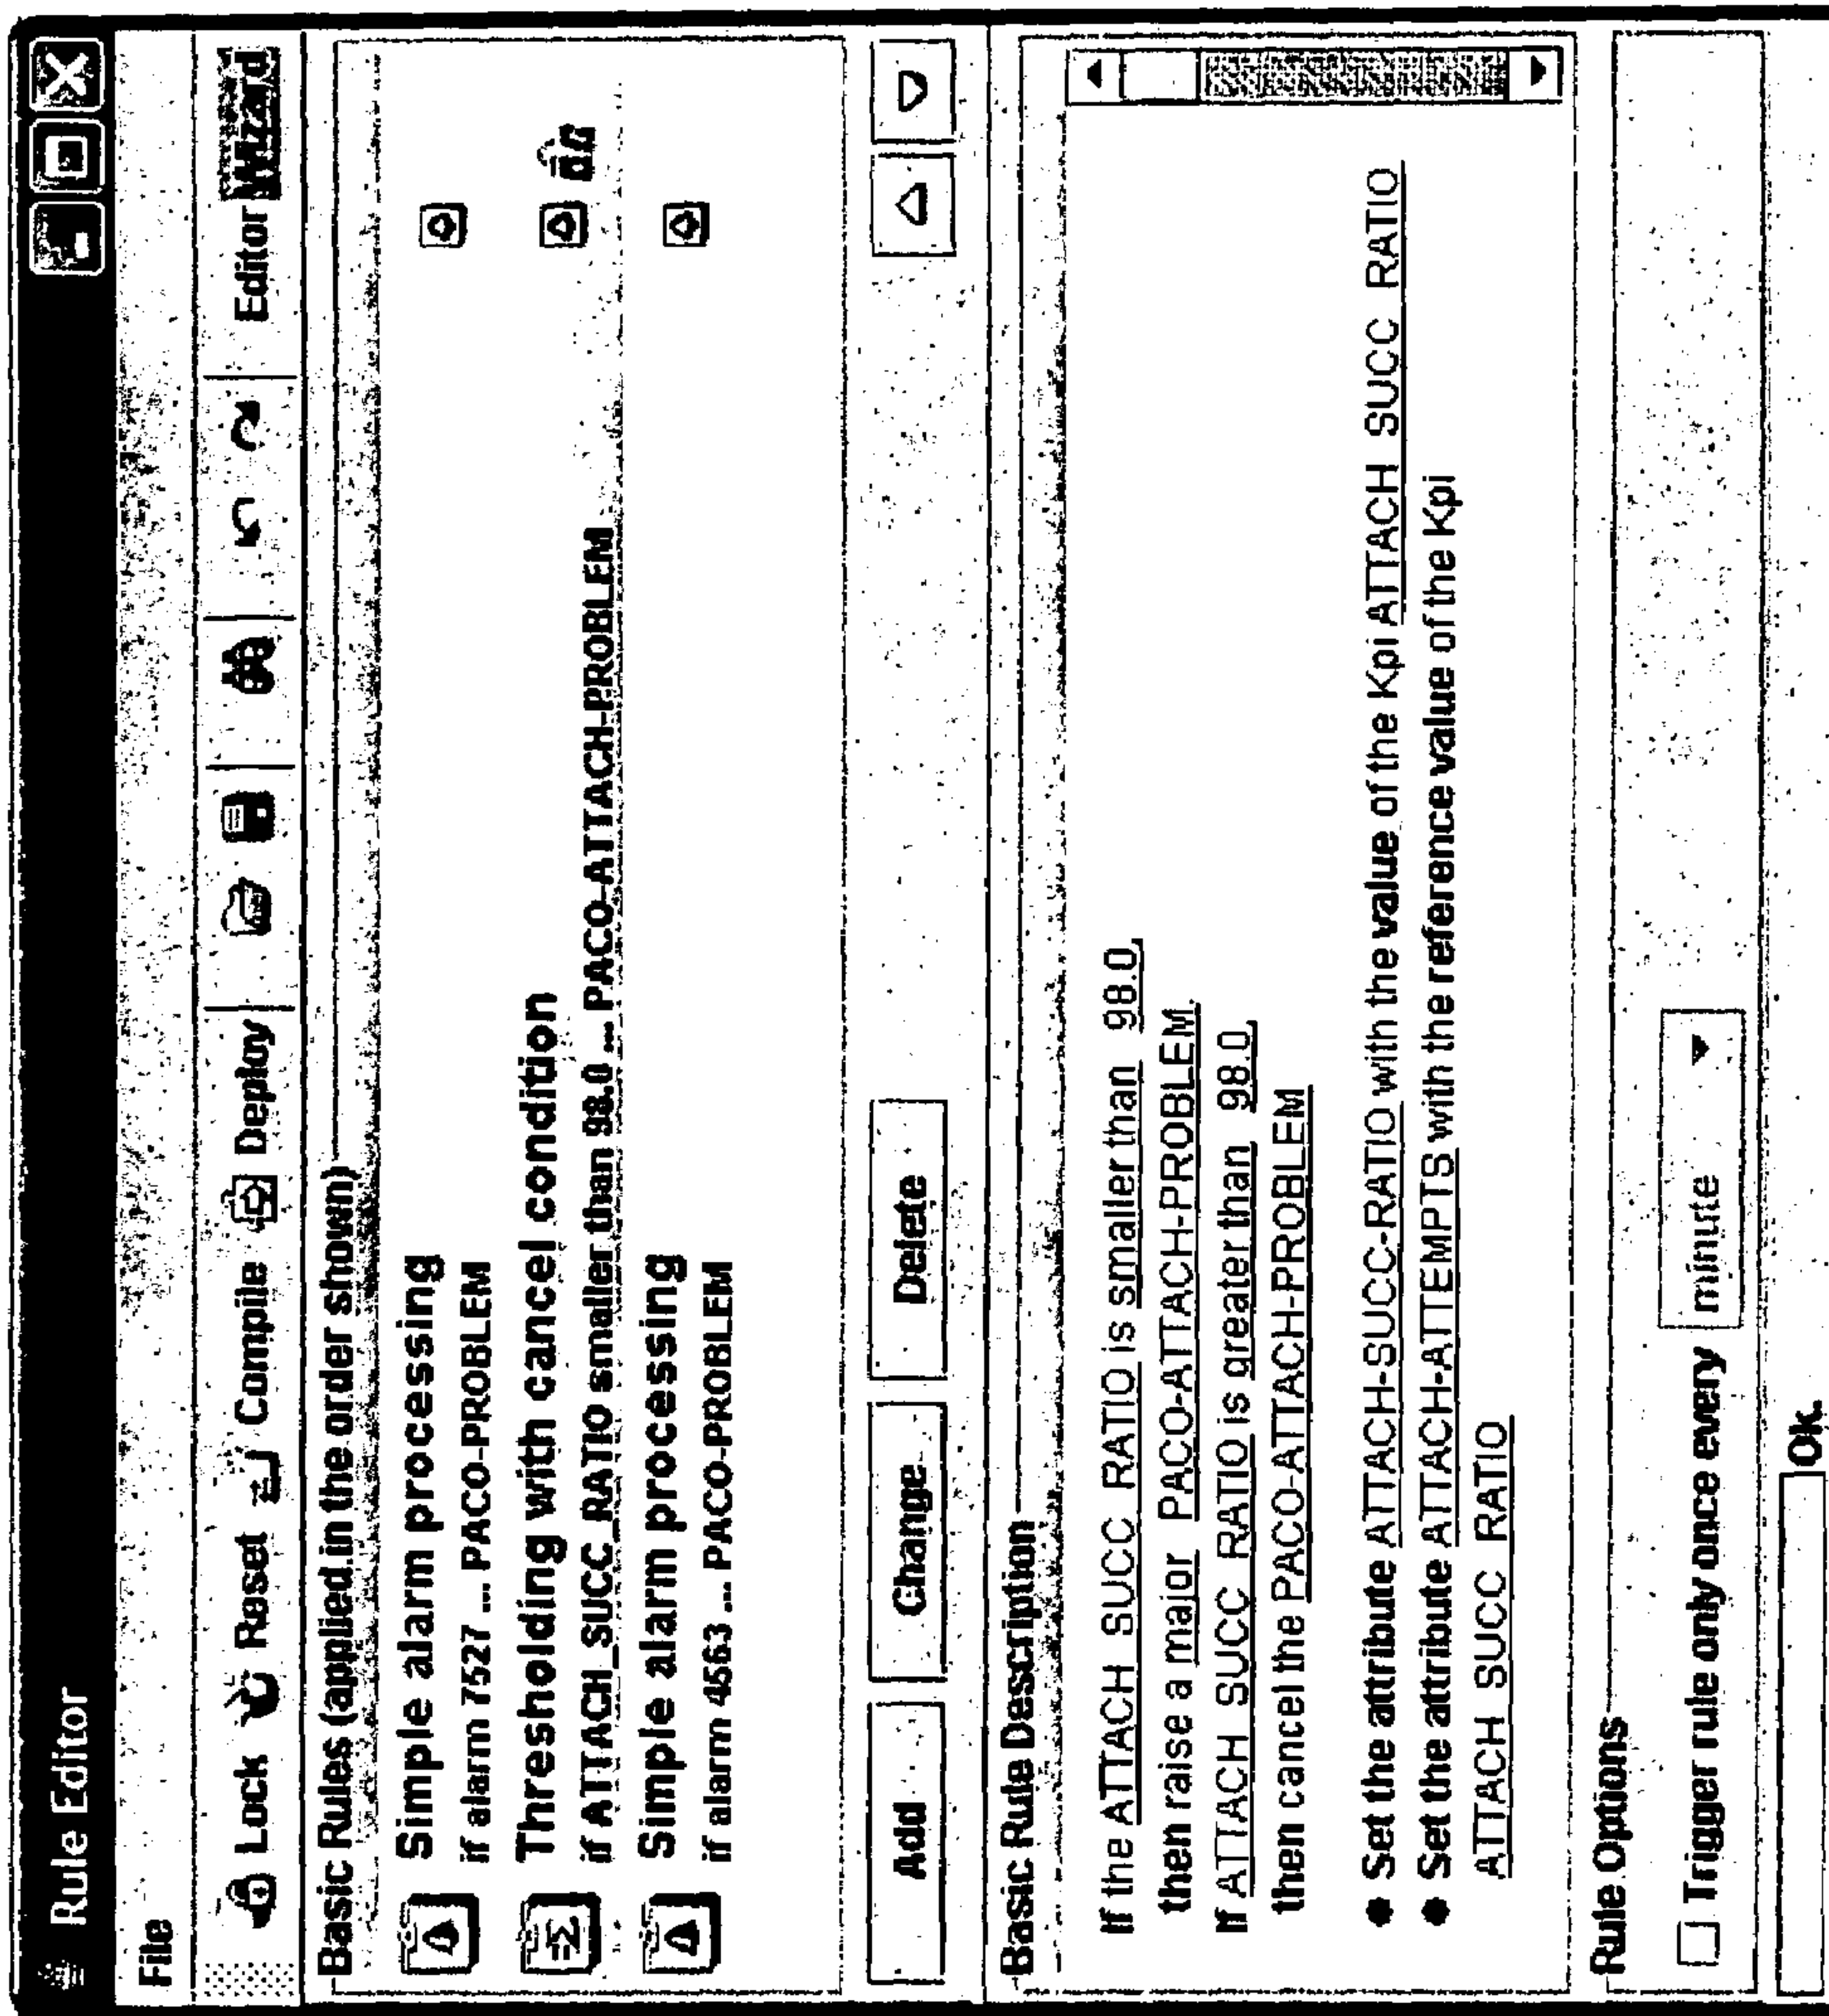 Rule Editor
File
Lock Reset Compile Deploy Editor Wizard
Basic Rules (applied in the order shown)
Simple alarm processing
if alarm 7527 ... PACO-PROBLEM
Thresholding with cancel condition
if ATTACH_SUCC_RATIO smaller than 98.0 ... PACO-ATTACH-PROBLEM
Simple alarm processing
if alarm 4563 ... PACO-PROBLEM
Add Change Delete
Basic Rule Description
If the ATTACH SUCC RATIO is smaller than 98.0,
then raise a major PACO-ATTACH-PROBLEM.
If ATTACH SUCC RATIO is greater than 98.0,
then cancel the PACO-ATTACH-PROBLEM
Set the attribute ATTACH-SUCC-RATIO with the value of the Kpi ATTACH SUCC RATIO
Set the attribute ATTACH-ATTEMPTS with the reference value of the Kpi
ATTACH SUCC RATIO
Rule Options
Trigger rule only once every minute
Ok.